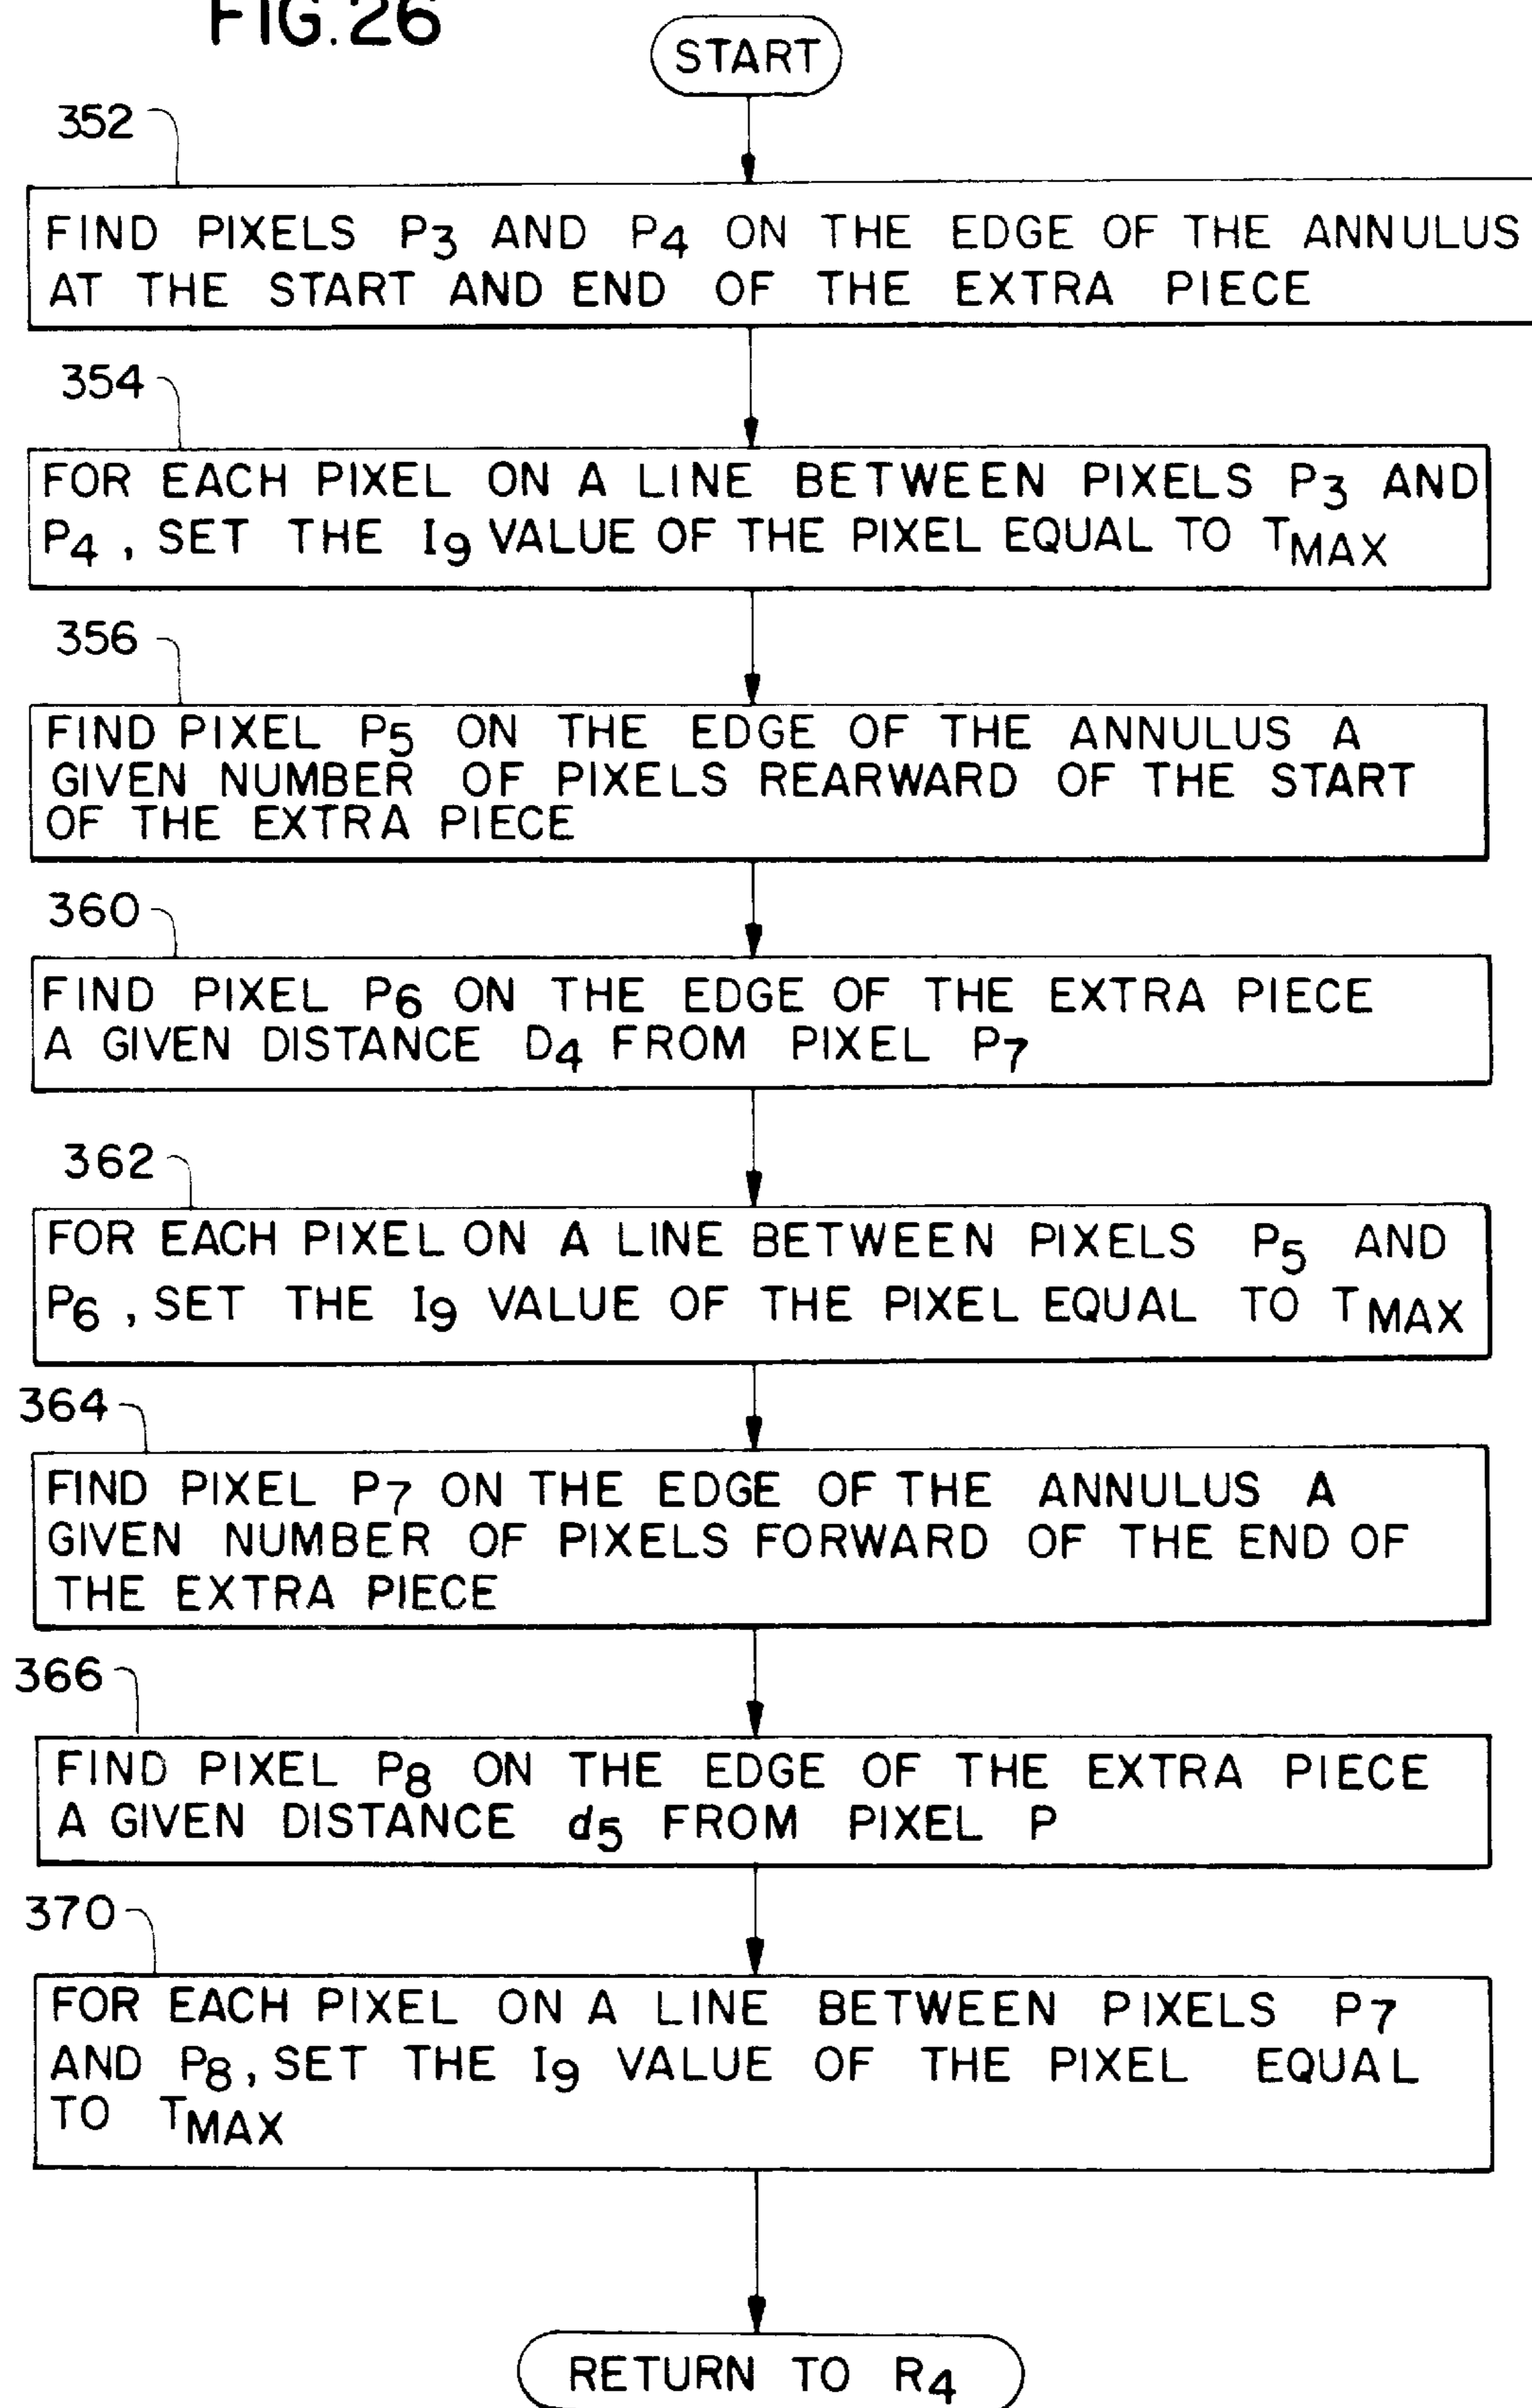 FIG. 26
START
352
FIND PIXELS P3 AND P4 ON THE EDGE OF THE ANNULUS
AT THE START AND END OF THE EXTRA PIECE
354
FOR EACH PIXEL ON A LINE BETWEEN PIXELS P3 AND
P4, SET THE I9 VALUE OF THE PIXEL EQUAL TO TMAX
356
FIND PIXEL P5 ON THE EDGE OF THE ANNULUS A
GIVEN NUMBER OF PIXELS REARWARD OF THE START
OF THE EXTRA PIECE
360
FIND PIXEL P6 ON THE EDGE OF THE EXTRA PIECE
A GIVEN DISTANCE D4 FROM PIXEL P7
362
FOR EACH PIXEL ON A LINE BETWEEN PIXELS P5 AND
P6, SET THE I9 VALUE OF THE PIXEL EQUAL TO TMAX
364
FIND PIXEL P7 ON THE EDGE OF THE ANNULUS A
GIVEN NUMBER OF PIXELS FORWARD OF THE END OF
THE EXTRA PIECE
366
FIND PIXEL P8 ON THE EDGE OF THE EXTRA PIECE
A GIVEN DISTANCE d5 FROM PIXEL P
370
FOR EACH PIXEL ON A LINE BETWEEN PIXELS P7
AND P8, SET THE I9 VALUE OF THE PIXEL EQUAL
TO TMAX
RETURN TO R4